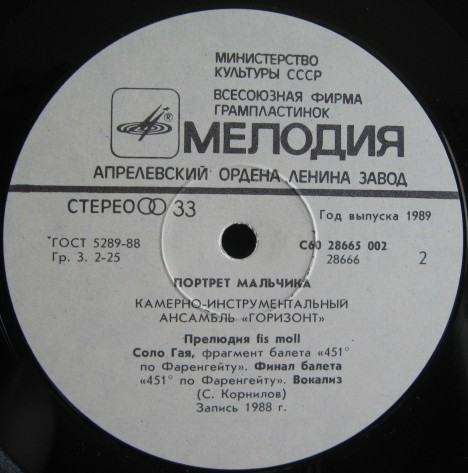 МИНИСТЕРСТВО
КУЛЬТУРЫ СССР
ВСЕСОЮЗНАЯ ФИРМА
ГРАМПЛАСТИНОК
МЕЛОДИЯ
АПРЕЛЕВСКИЙ ОРДЕНА ЛЕНИНА ЗАВОД
СТЕРЕО 33
Год выпуска 1989
ГОСТ 5289-88
Гр. 3. 2-25
С60 28665 002
28666
2
ПОРТРЕТ МАЛЬЧИКА
КАМЕРНО-ИНСТРУМЕНТАЛЬНЫЙ
АНСАМБЛЬ «ГОРИЗОНТ»
Прелюдия fis moll
Соло Гая, фрагмент балета «451°
по Фаренгейту». Финал балета
«451° по Фаренгейту». Вокализ
(С. Корнилов)
Запись 1988 г.